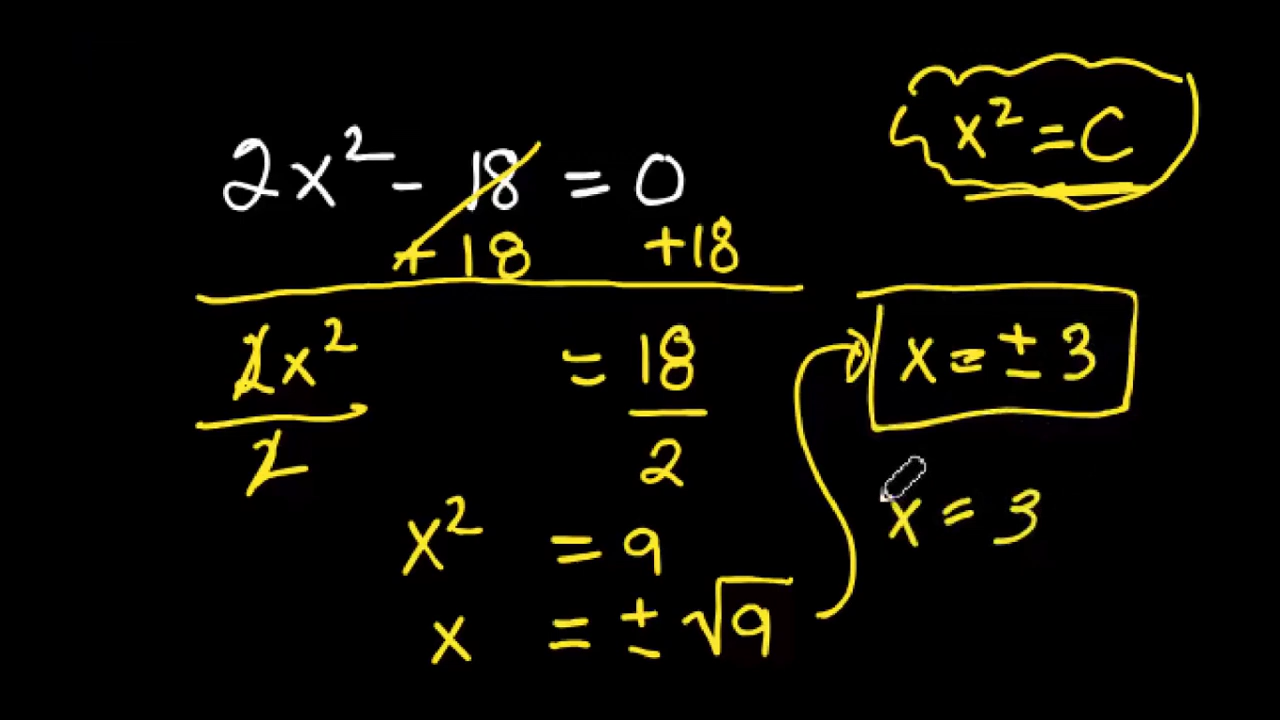 x² = C
2x² - 18 = 0
+ 18 +18
2x² = 18
2 2
x² = 9
x = ± √9
x = ± 3
x = 3